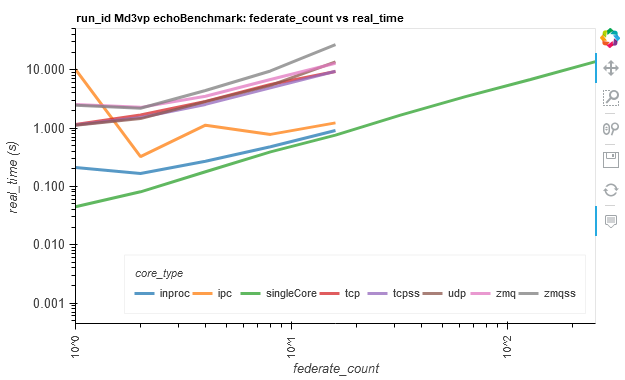 run_id Md3vp echoBenchmark: federate_count vs real_time
real_time (s)
10.000
1.000
0.100
0.010
0.001
core_type
inproc ipc singleCore tcp tcpss udp zmq zmqss
10^0 10^1 10^2
federate_count